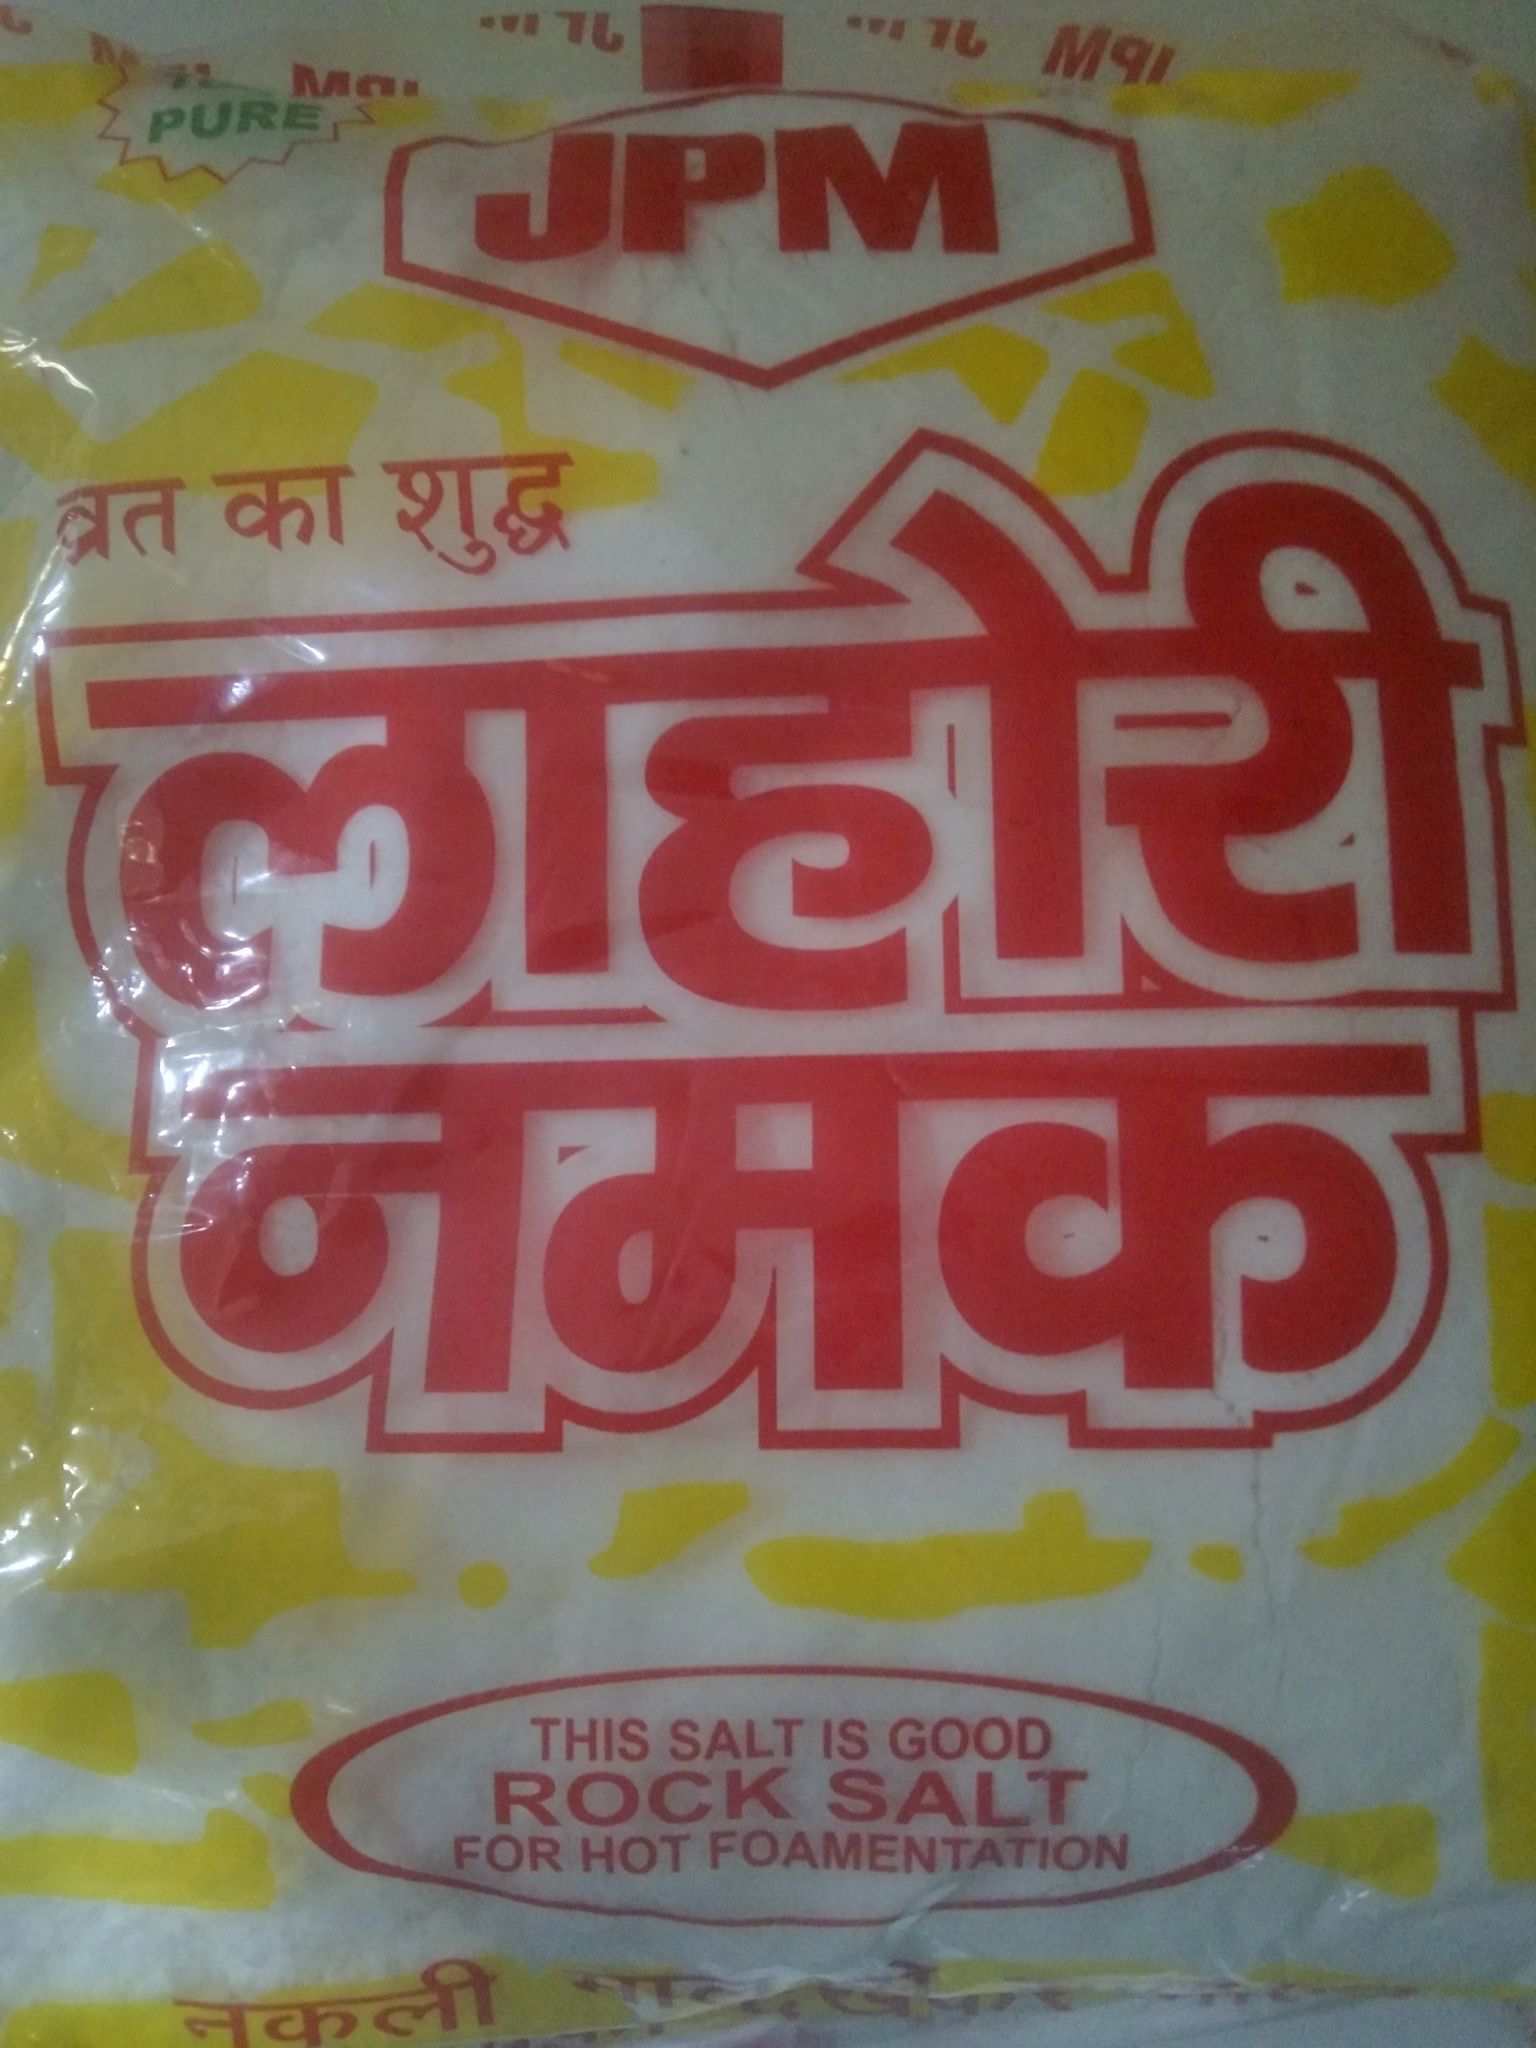 PURE
JPM
व्रत का शुद्ध
लाहोरी
नमक
THIS SALT IS GOOD
ROCK SALT
FOR HOT FOAMENTATION
नकली